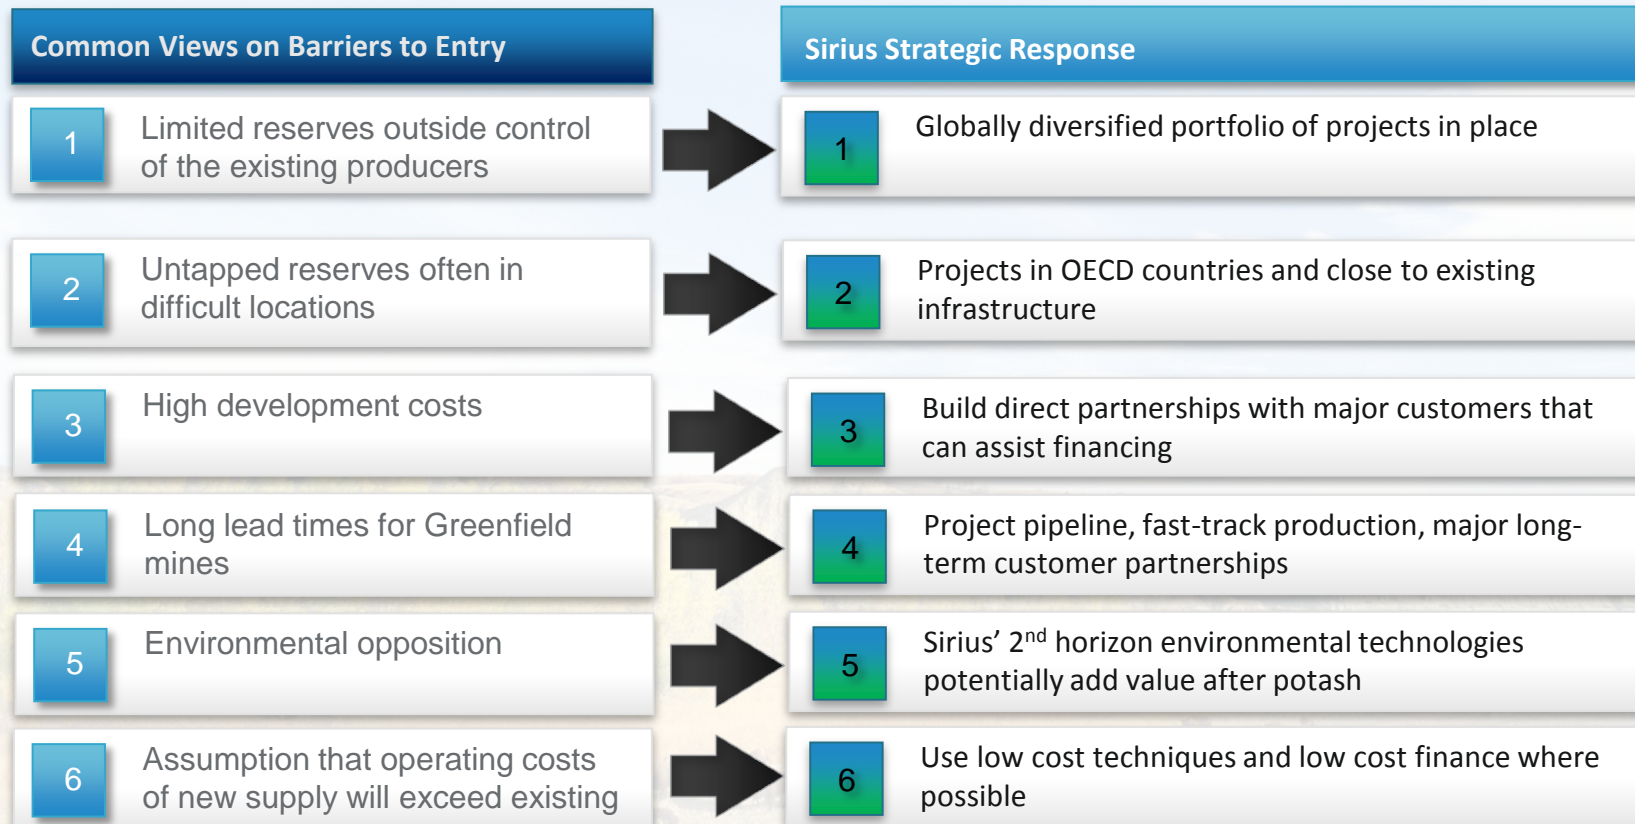 Common Views on Barriers to Entry
Sirius Strategic Response
1
Limited reserves outside control
of the existing producers
1
Globally diversified portfolio of projects in place
2
Untapped reserves often in
difficult locations
2
Projects in OECD countries and close to existing
infrastructure
3
High development costs
3
Build direct partnerships with major customers that
can assist financing
4
Long lead times for Greenfield
mines
4
Project pipeline, fast-track production, major long-
term customer partnerships
5
Environmental opposition
5
Sirius’ 2nd horizon environmental technologies
potentially add value after potash
6
Assumption that operating costs
of new supply will exceed existing
6
Use low cost techniques and low cost finance where
possible